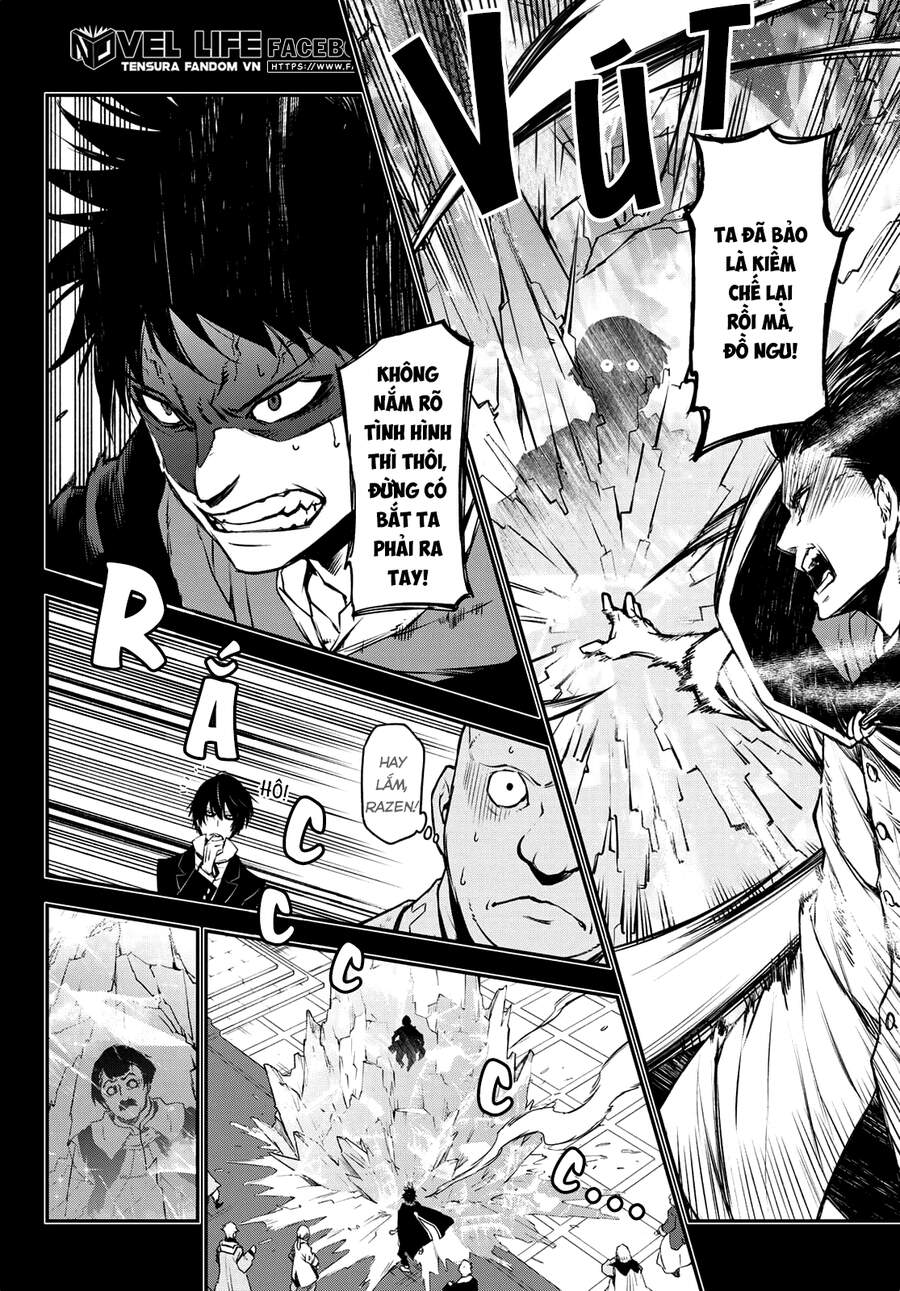 NOVEL LIFE FACEBO
TENSURA FANDOM VN HTTPS://WWW.FA
VÚT
TA ĐÃ BẢO
LÀ KIỀM
CHẾ LẠI
RỒI MÀ,
ĐỒ NGU!
KHÔNG
NẮM RÕ
TÌNH HÌNH
THÌ THÔI,
ĐỪNG CÓ
BẮT TA
PHẢI RA
TAY!
RẮCCCCC...
HAY
LẮM,
RAZEN!
HÔI